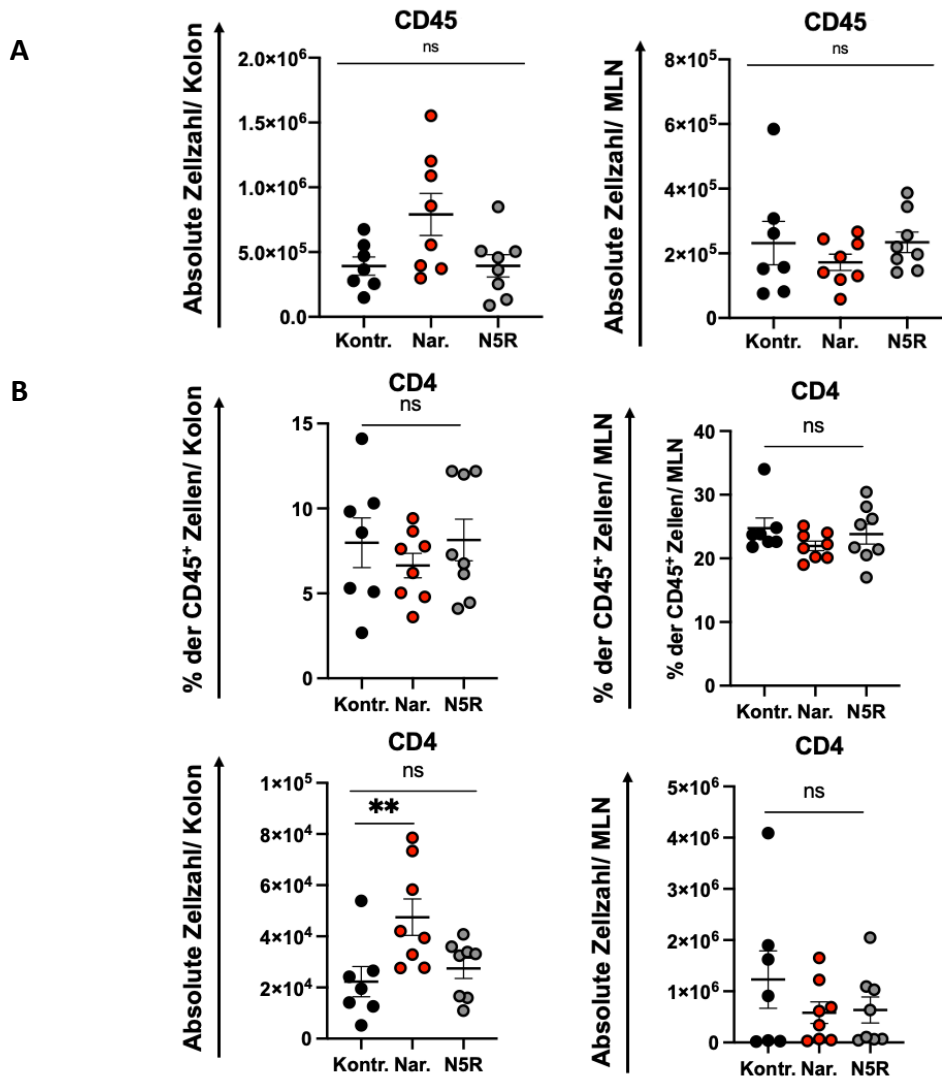 A
CD45
ns
Absolute Zellzahl/ Kolon
2.0×10⁶
1.5×10⁶
1.0×10⁶
5.0×10⁵
0.0
Kontr. Nar. N5R
CD45
ns
Absolute Zellzahl/ MLN
8×10⁵
6×10⁵
4×10⁵
2×10⁵
0
Kontr. Nar. N5R
B
CD4
ns
% der CD45⁺ Zellen/ Kolon
15
10
5
0
Kontr. Nar. N5R
CD4
ns
% der CD45⁺ Zellen/ MLN
% der CD45⁺ Zellen/ MLN
40
30
20
10
0
Kontr. Nar. N5R
CD4
ns
**
Absolute Zellzahl/ Kolon
1×10⁵
8×10⁴
6×10⁴
4×10⁴
2×10⁴
0
Kontr. Nar. N5R
CD4
ns
Absolute Zellzahl/ MLN
5×10⁶
4×10⁶
3×10⁶
2×10⁶
1×10⁶
0
Kontr. Nar. N5R